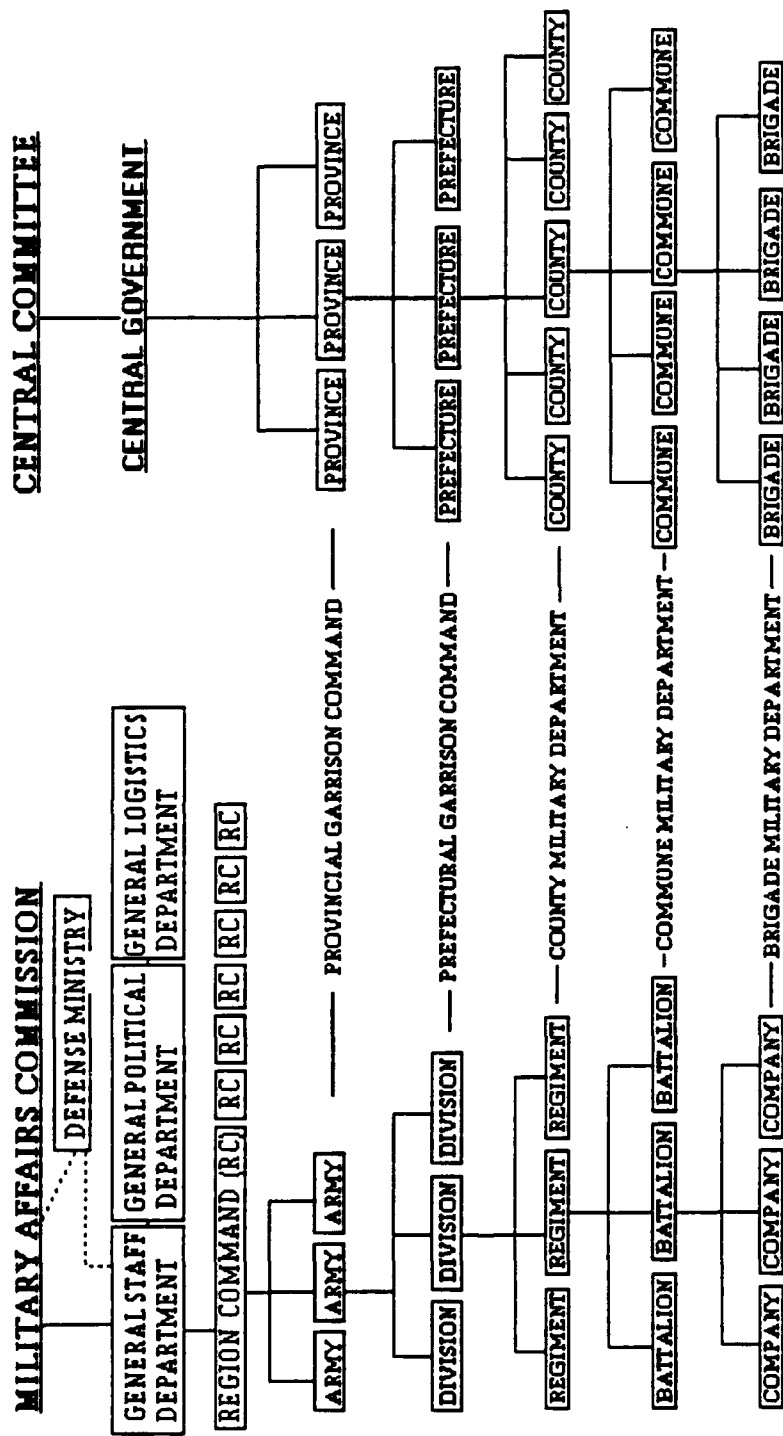 MILITARY AFFAIRS COMMISSION CENTRAL COMMITTEE
DEFENSE MINISTRY
GENERAL STAFF GENERAL POLITICAL GENERAL LOGISTICS CENTRAL GOVERNMENT
DEPARTMENT DEPARTMENT DEPARTMENT
REGION COMMAND (RC) RC RC RC RC RC RC
ARMY ARMY ARMY PROVINCIAL GARRISON COMMAND PROVINCE PROVINCE PROVINCE
DIVISION DIVISION DIVISION PREFECTURAL GARRISON COMMAND PREFECTURE PREFECTURE PREFECTURE
REGIMENT REGIMENT REGIMENT COUNTY MILITARY DEPARTMENT COUNTY COUNTY COUNTY COUNTY COUNTY
BATTALION BATTALION BATTALION COMMUNE MILITARY DEPARTMENT COMMUNE COMMUNE COMMUNE COMMUNE
COMPANY COMPANY COMPANY BRIGADE MILITARY DEPARTMENT BRIGADE BRIGADE BRIGADE BRIGADE